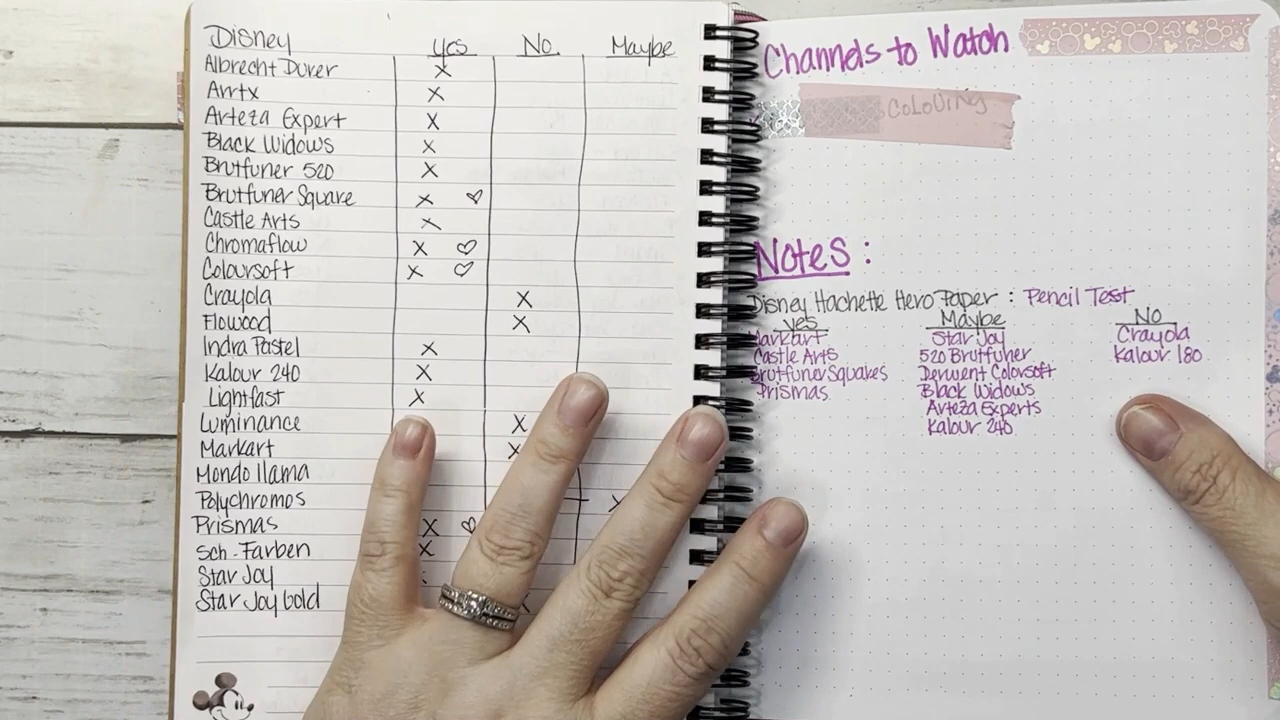 Disney yes No. Maybe
Albrecht Durer X
Arrtx X
Arteza Expert X
Black Widows X
Brutfuner 520 X
Brutfuner Square X ♡
Castle Arts X
Chromaflow X ♡
Coloursoft X ♡
Crayola X
Flowood X
Indra Pastel X
Kalour 240 X
Lightfast X
Luminance X
Markart X
Mondo llama
Polychromos X
Prismas X ♡
Sch-Farben X
Star Joy
Star Joy Gold
Channels to Watch
COLOUING
Notes :
Disney Hachette Hero Paper : Pencil Test
Yes Maybe No
Markart Star Joy Crayola
Castle Arts 520 Brutfuner Kalour 180
Brutfuner Squares Derwent Colorsoft
Prismas Black Widows
Arteza Experts
Kalour 240